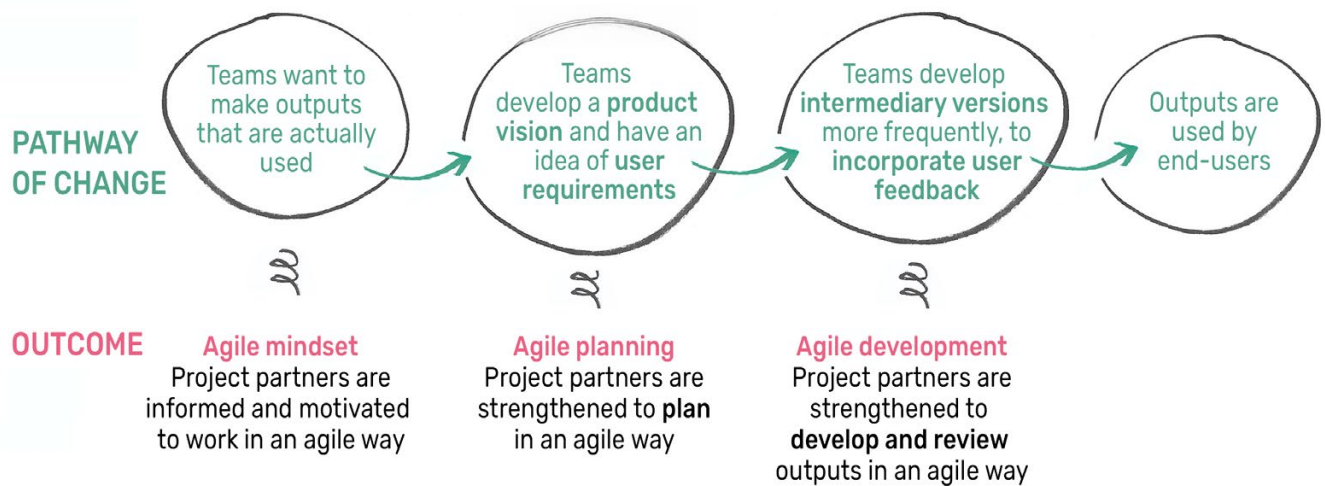 PATHWAY
OF CHANGE
Teams want to
make outputs
that are actually
used
Teams
develop a product
vision and have an
idea of user
requirements
Teams develop
intermediary versions
more frequently, to
incorporate user
feedback
Outputs are
used by
end-users
OUTCOME
Agile mindset
Project partners are
informed and motivated
to work in an agile way
Agile planning
Project partners are
strengthened to plan
in an agile way
Agile development
Project partners are
strengthened to
develop and review
outputs in an agile way